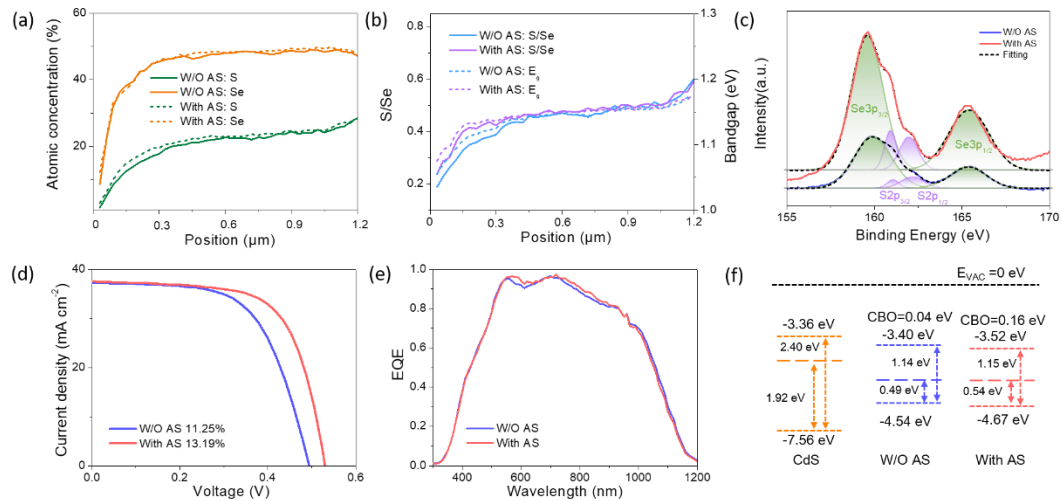 (a)
Atomic concentration (%)
60
40
20
W/O AS: S
W/O AS: Se
With AS: S
With AS: Se
0.0
0.3
0.6
0.9
1.2
Position / µm
(b)
S/Se
0.8
0.6
0.4
0.2
W/O AS: S/Se
With AS: S/Se
W/O AS: Eg
With AS: Eg
1.3
1.2
1.1
1.0
Bandgap (eV)
0.0
0.3
0.6
0.9
1.2
Position / µm
(c)
Intensity(a.u.)
W/O AS
With AS
Fitting
Se3p3/2
Se3p1/2
S2p3/2
S2p1/2
155
160
165
170
Binding Energy (eV)
(d)
Current density (mA cm-2)
40
20
0
W/O AS 11.25%
With AS 13.19%
0.0
0.2
0.4
0.6
Voltage (V)
(e)
EQE
1.0
0.8
0.6
0.4
0.2
0.0
W/O AS
With AS
400
600
800
1000
1200
Wavelength (nm)
(f)
EVAC =0 eV
CBO=0.04 eV
CBO=0.16 eV
-3.36 eV
-3.40 eV
-3.52 eV
2.40 eV
1.14 eV
1.15 eV
1.92 eV
0.49 eV
0.54 eV
-4.54 eV
-4.67 eV
-7.56 eV
CdS
W/O AS
With AS